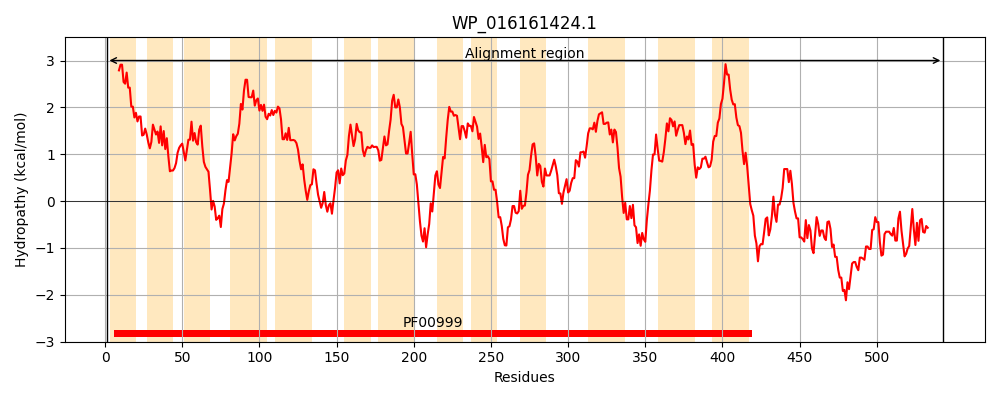 WP_016161424.1
Alignment region
PF00999
Hydropathy (kcal/mol)
3
2
1
0
−1
−2
−3
0 50 100 150 200 250 300 350 400 450 500
Residues